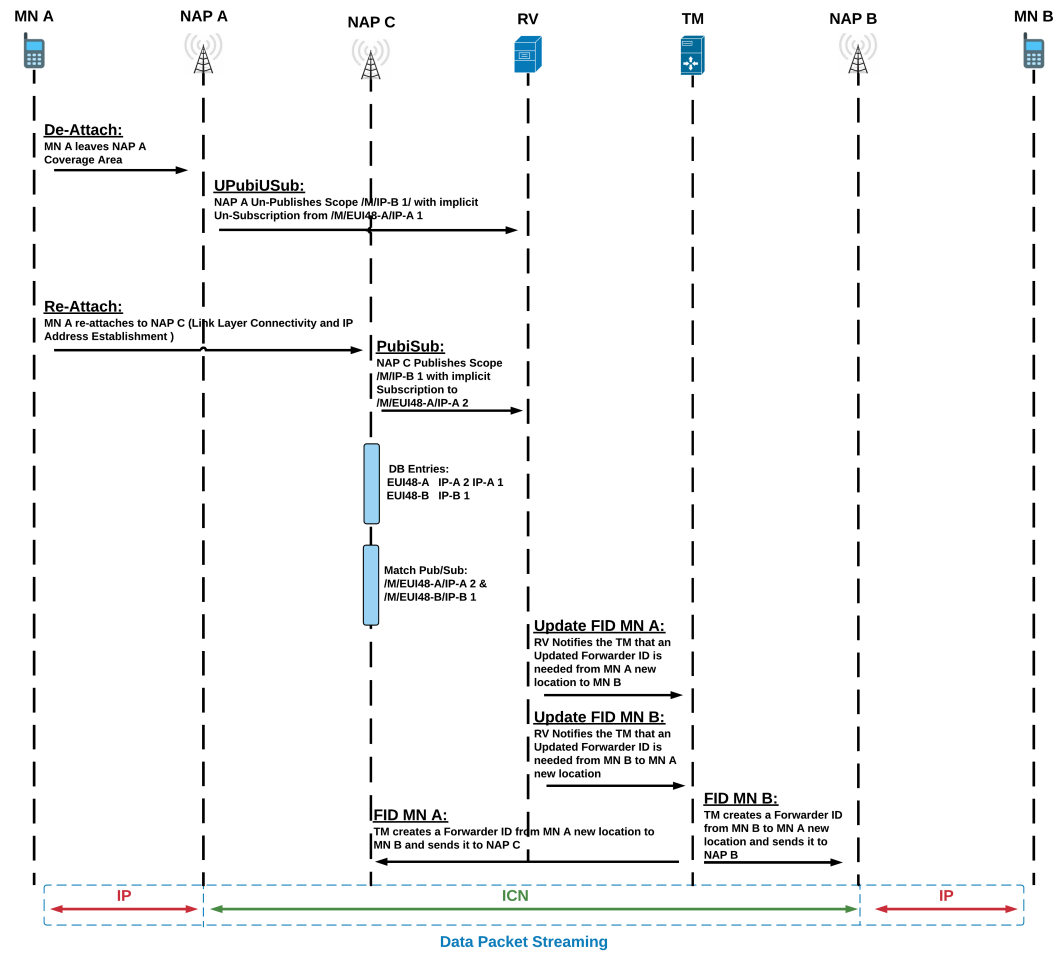 MN A
NAP A
NAP C
RV
TM
NAP B
MN B
De-Attach:
MN A leaves NAP A
Coverage Area
UPubiUSub:
NAP A Un-Publishes Scope /M/IP-B 1/ with implicit
Un-Subscription from /M/EUI48-A/IP-A 1
Re-Attach:
MN A re-attaches to NAP C (Link Layer Connectivity and IP
Address Establishment )
PubiSub:
NAP C Publishes Scope
/M/IP-B 1 with implicit
Subscription to
/M/EUI48-A/IP-A 2
DB Entries:
EUI48-A IP-A 2 IP-A 1
EUI48-B IP-B 1
Match Pub/Sub:
/M/EUI48-A/IP-A 2 &
/M/EUI48-B/IP-B 1
Update FID MN A:
RV Notifies the TM that an
Updated Forwarder ID is
needed from MN A new
location to MN B
Update FID MN B:
RV Notifies the TM that an
Updated Forwarder ID is
needed from MN B to MN A
new location
FID MN A:
TM creates a Forwarder ID from MN A new location to
MN B and sends it to NAP C
FID MN B:
TM creates a Forwarder ID
from MN B to MN A new
location and sends it to
NAP B
IP
ICN
IP
Data Packet Streaming